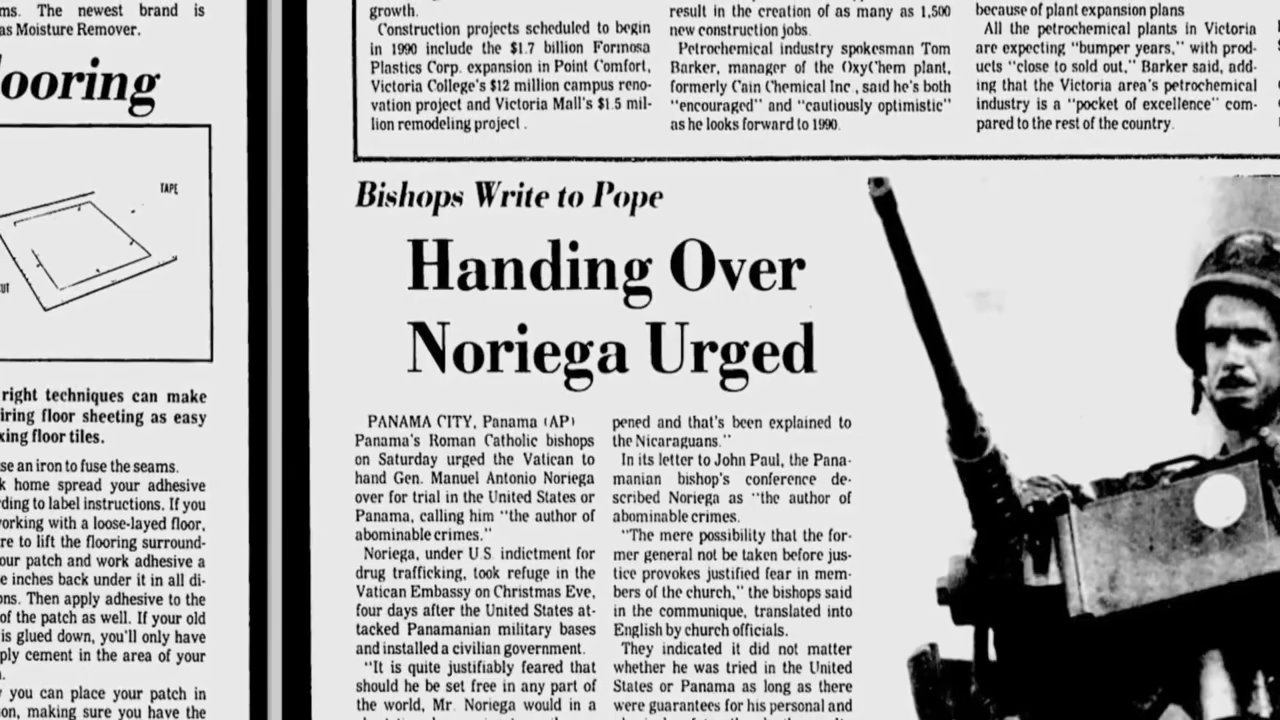 ms. The newest brand is
as Moisture Remover.
ooring
TAPE
right techniques can make
iring floor sheeting as easy
xing floor tiles.
se an iron to fuse the seams.
k home spread your adhesive
ding to label instructions. If you
working with a loose-layed floor,
re to lift the flooring surround-
our patch and work adhesive a
e inches back under it in all di-
ons. Then apply adhesive to the
of the patch as well. If your old
is glued down, you'll only have
ply cement in the area of your
you can place your patch in
on, making sure you have the
growth.
Construction projects scheduled to begin
in 1990 include the $1.7 billion Formosa
Plastics Corp. expansion in Point Comfort,
Victoria College's $12 million campus reno-
vation project and Victoria Mall's $1.5 mil-
lion remodeling project.
result in the creation of as many as 1,500
new construction jobs.
Petrochemical industry spokesman Tom
Barker, manager of the OxyChem plant,
formerly Cain Chemical Inc., said he's both
"encouraged" and "cautiously optimistic"
as he looks forward to 1990.
because of plant expansion plans
All the petrochemical plants in Victoria
are expecting "bumper years," with prod-
ucts "close to sold out," Barker said, add-
ing that the Victoria area's petrochemical
industry is a "pocket of excellence" com-
pared to the rest of the country.
Bishops Write to Pope
Handing Over
Noriega Urged
PANAMA CITY, Panama (AP)
Panama's Roman Catholic bishops
on Saturday urged the Vatican to
hand Gen. Manuel Antonio Noriega
over for trial in the United States or
Panama, calling him "the author of
abominable crimes."
Noriega, under U.S. indictment for
drug trafficking, took refuge in the
Vatican Embassy on Christmas Eve,
four days after the United States at-
tacked Panamanian military bases
and installed a civilian government.
"It is quite justifiably feared that
should he be set free in any part of
the world, Mr. Noriega would in a
pened and that's been explained to
the Nicaraguans."
In its letter to John Paul, the Pana-
manian bishop's conference de-
scribed Noriega as "the author of
abominable crimes.
"The mere possibility that the for-
mer general not be taken before jus-
tice provokes justified fear in mem-
bers of the church," the bishops said
in the communique, translated into
English by church officials.
They indicated it did not matter
whether he was tried in the United
States or Panama as long as there
were guarantees for his personal and